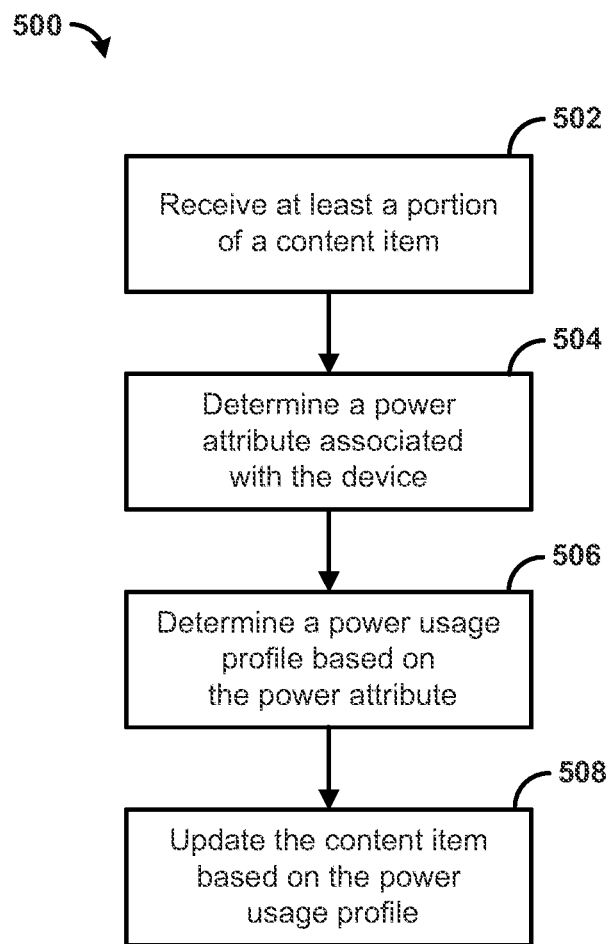 500
502
Receive at least a portion
of a content item
504
Determine a power
attribute associated
with the device
506
Determine a power usage
profile based on
the power attribute
508
Update the content item
based on the power
usage profile